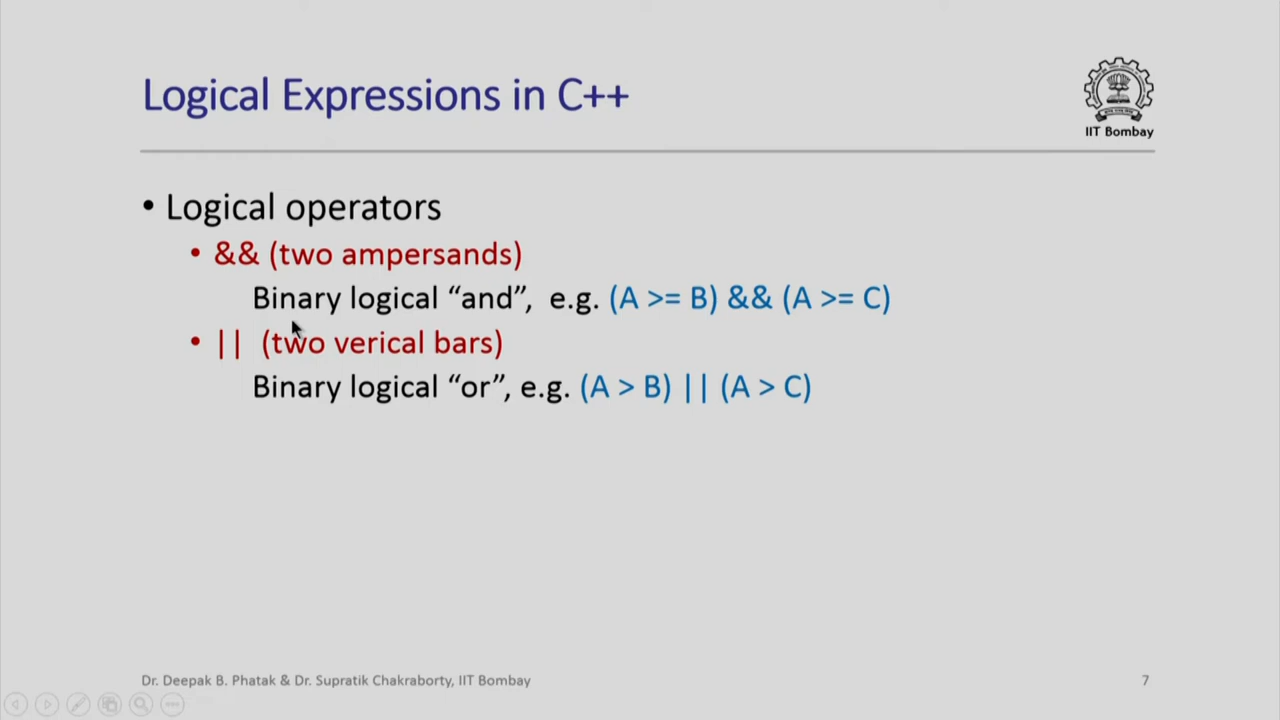 Logical Expressions in C++
IIT Bombay
• Logical operators
• && (two ampersands)
Binary logical “and”, e.g. (A >= B) && (A >= C)
• || (two verical bars)
Binary logical “or”, e.g. (A > B) || (A > C)
Dr. Deepak B. Phatak & Dr. Supratik Chakraborty, IIT Bombay
7